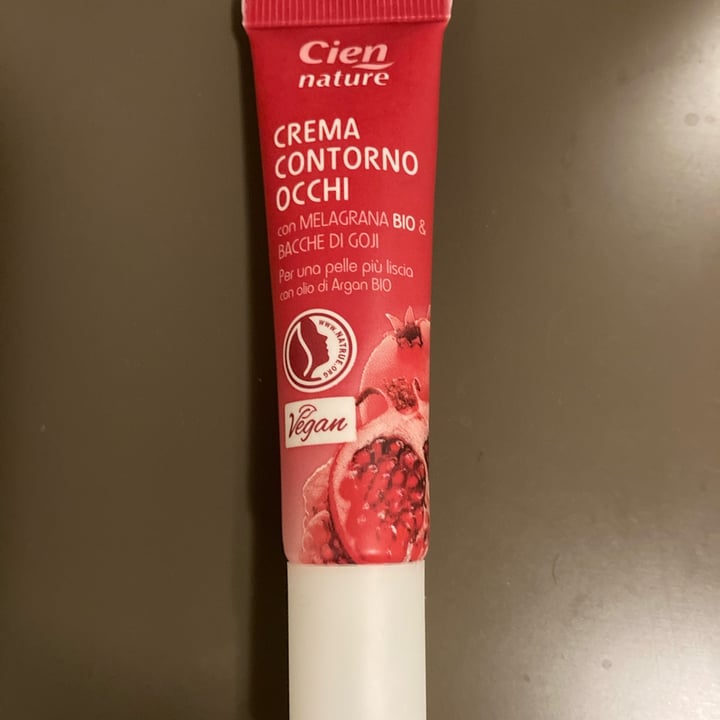 Cien
nature
CREMA
CONTORNO
OCCHI
con MELAGRANA BIO &
BACCHE DI GOJI
Per una pelle più liscia
con olio di Argan BIO
WWW.NATRUE.ORG
Vegan